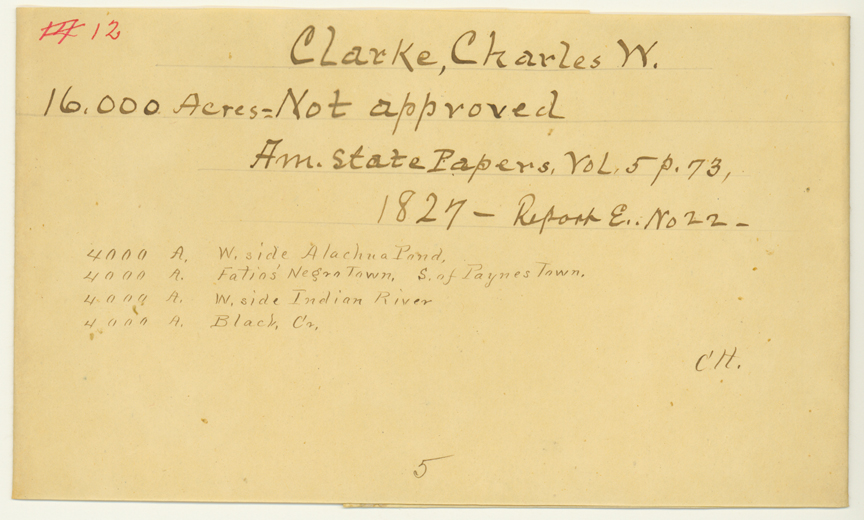 12
Clarke, Charles W.
16.000 Acres = Not approved
Am. State Papers, Vol. 5 p. 73,
1827 — Report E.. No 22 —
4000 A. W. side Alachua Pond,
4000 A. Fatios' Negro Town, S. of Paynes Town.
4000 A. W. side Indian River
4000 A. Black, Cr,
CH.
5